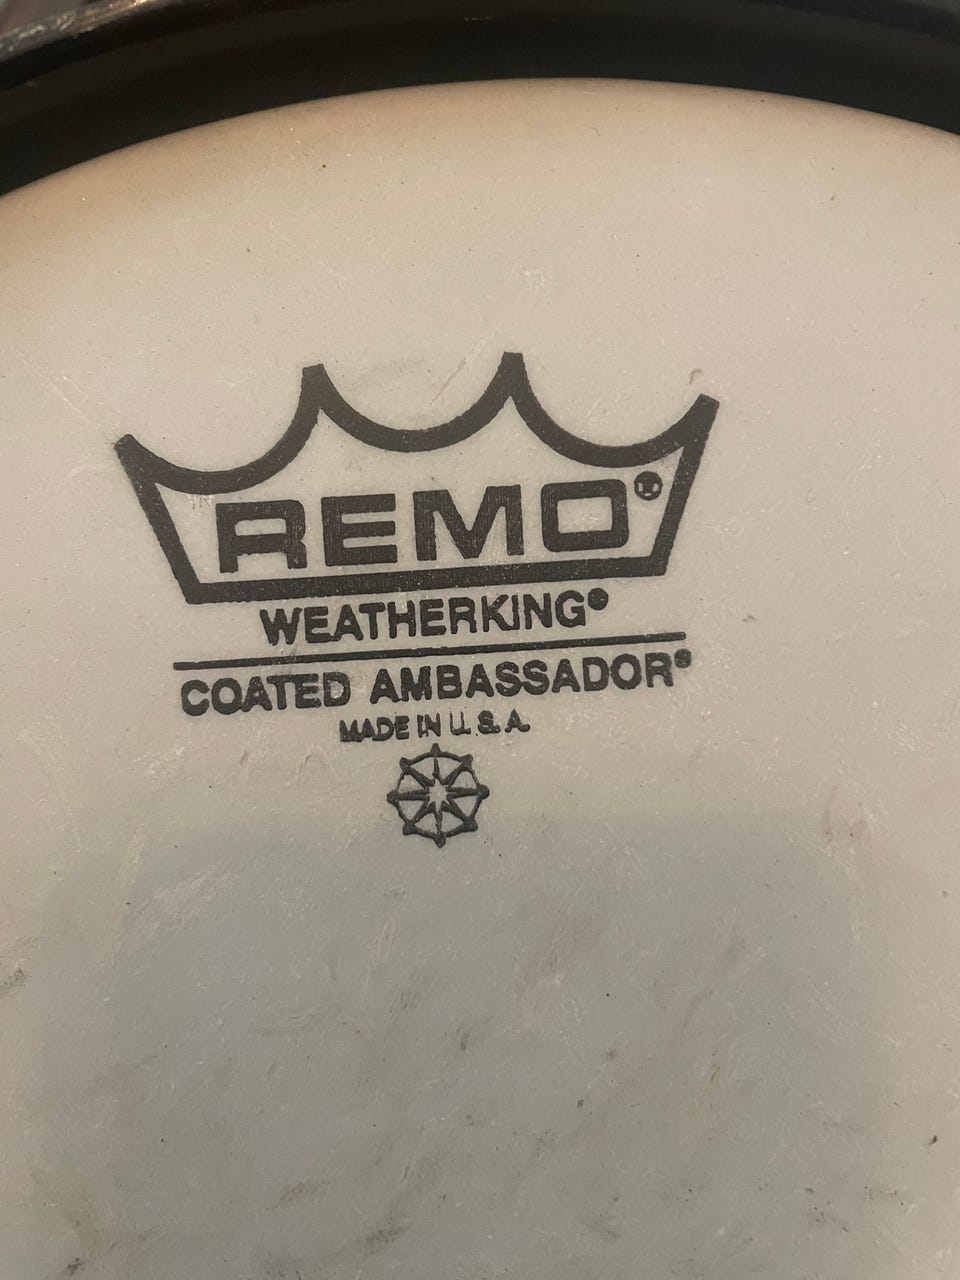 REMO®
WEATHERKING®
COATED AMBASSADOR®
MADE IN U.S.A.